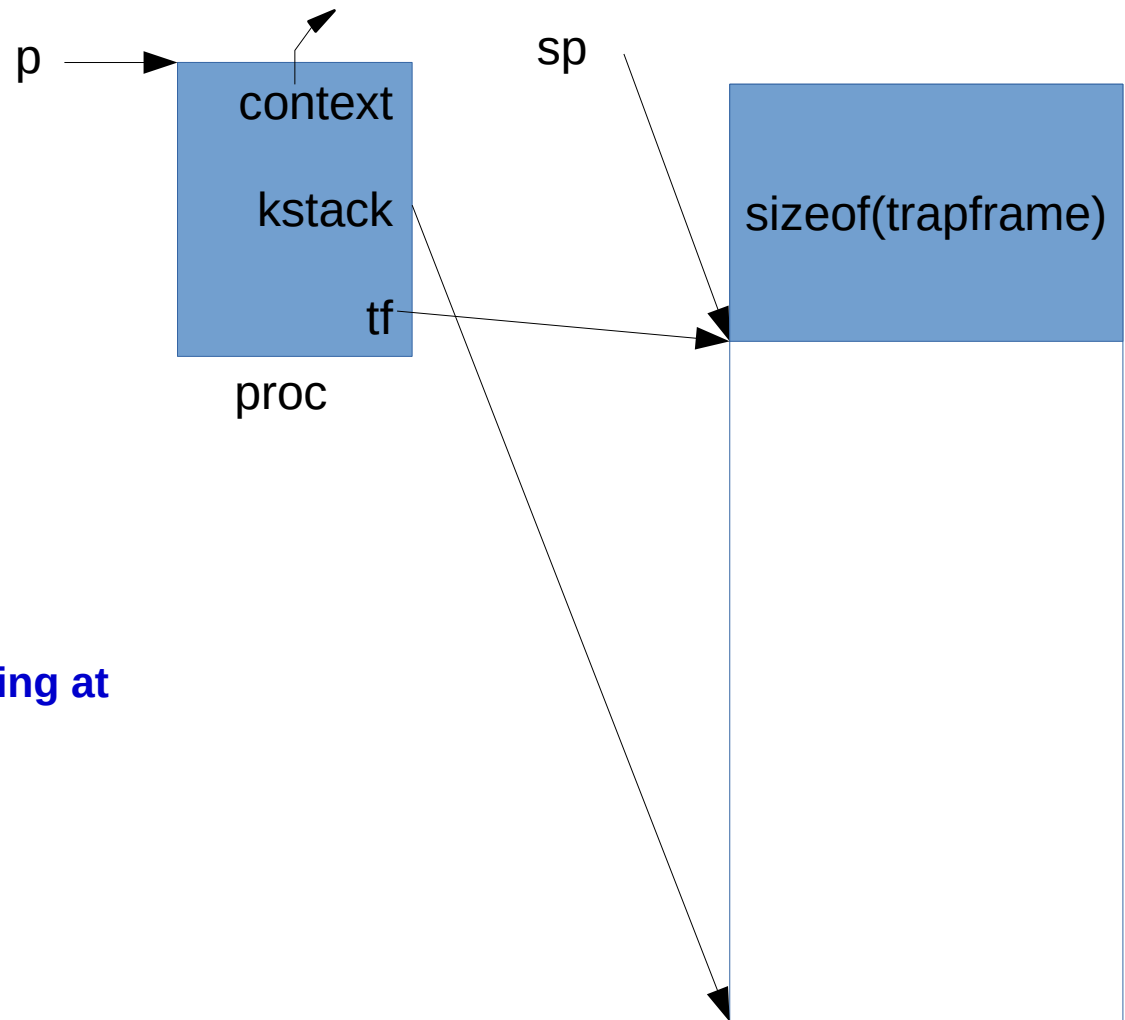 p
sp
context
kstack
sizeof(trapframe)
tf
proc
ing at